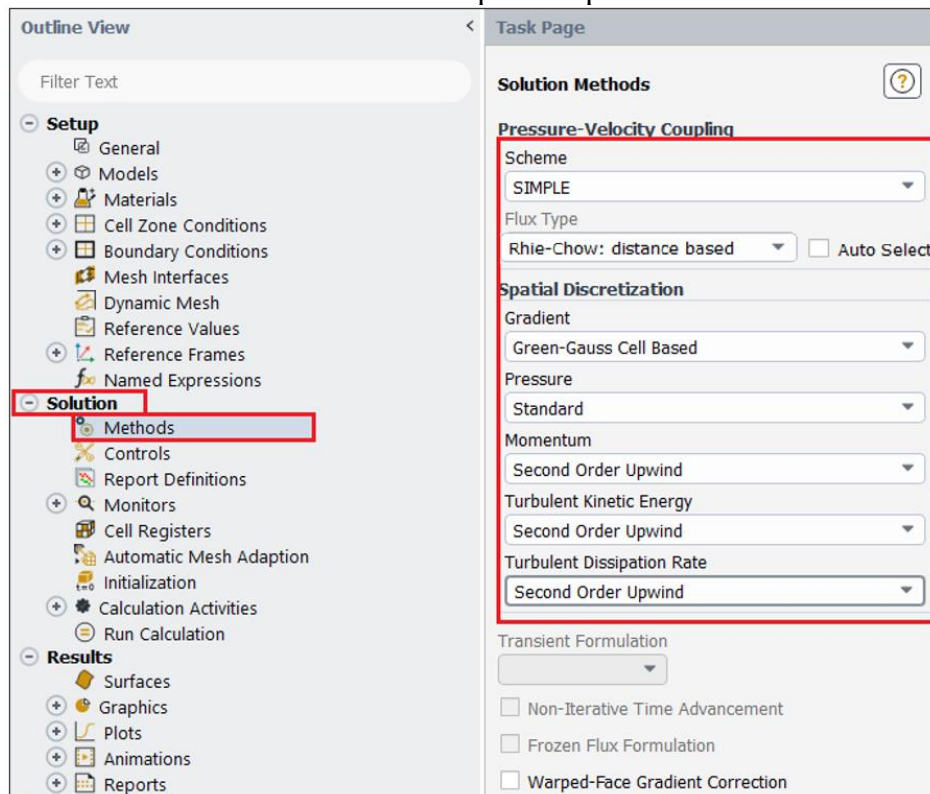 Outline View
Filter Text
Setup
General
Models
Materials
Cell Zone Conditions
Boundary Conditions
Mesh Interfaces
Dynamic Mesh
Reference Values
Reference Frames
Named Expressions
Solution
Methods
Controls
Report Definitions
Monitors
Cell Registers
Automatic Mesh Adaption
Initialization
Calculation Activities
Run Calculation
Results
Surfaces
Graphics
Plots
Animations
Reports
Task Page
Solution Methods
Pressure-Velocity Coupling
Scheme
SIMPLE
Flux Type
Rhie-Chow: distance based Auto Select
Spatial Discretization
Gradient
Green-Gauss Cell Based
Pressure
Standard
Momentum
Second Order Upwind
Turbulent Kinetic Energy
Second Order Upwind
Turbulent Dissipation Rate
Second Order Upwind
Transient Formulation
Non-Iterative Time Advancement
Frozen Flux Formulation
Warped-Face Gradient Correction